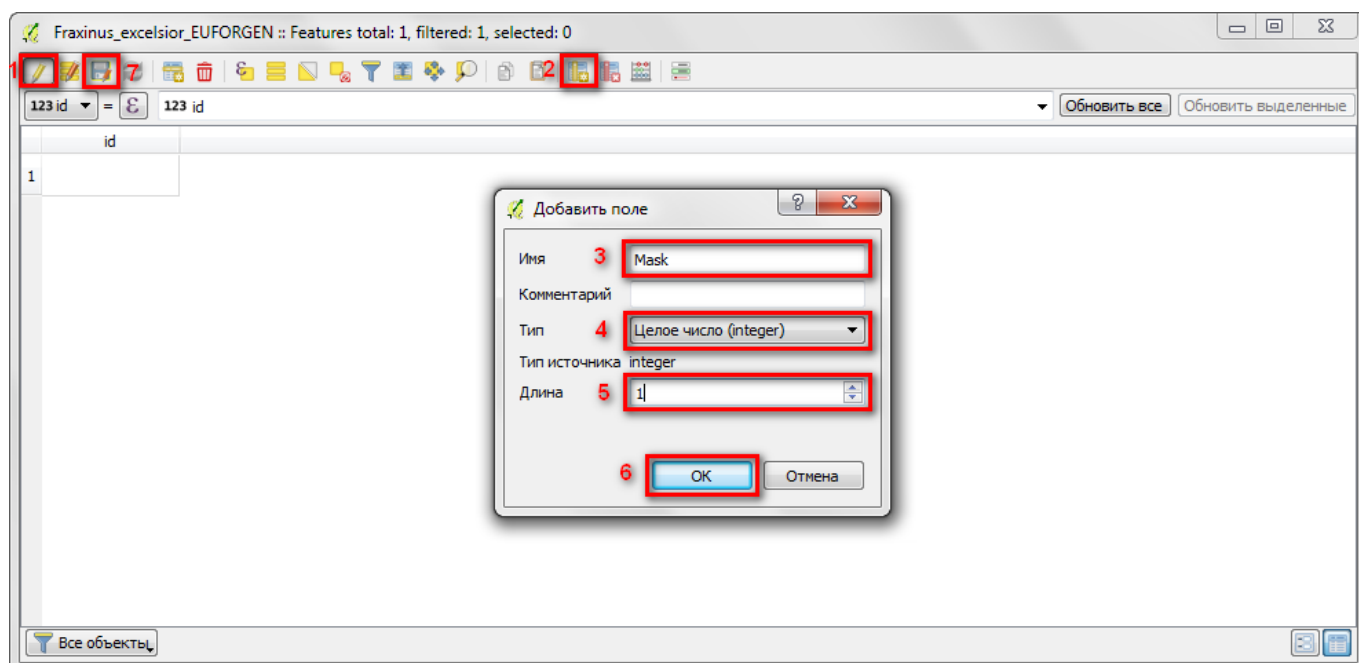 Fraxinus_excelsior_EUFORGEN :: Features total: 1, filtered: 1, selected: 0
1 7 2
123 id = ε 123 id Обновить все Обновить выделенные
id
1
Добавить поле
Имя 3 Mask
Комментарий
Тип 4 Целое число (integer)
Тип источника integer
Длина 5 1
6 OK Отмена
Все объекты